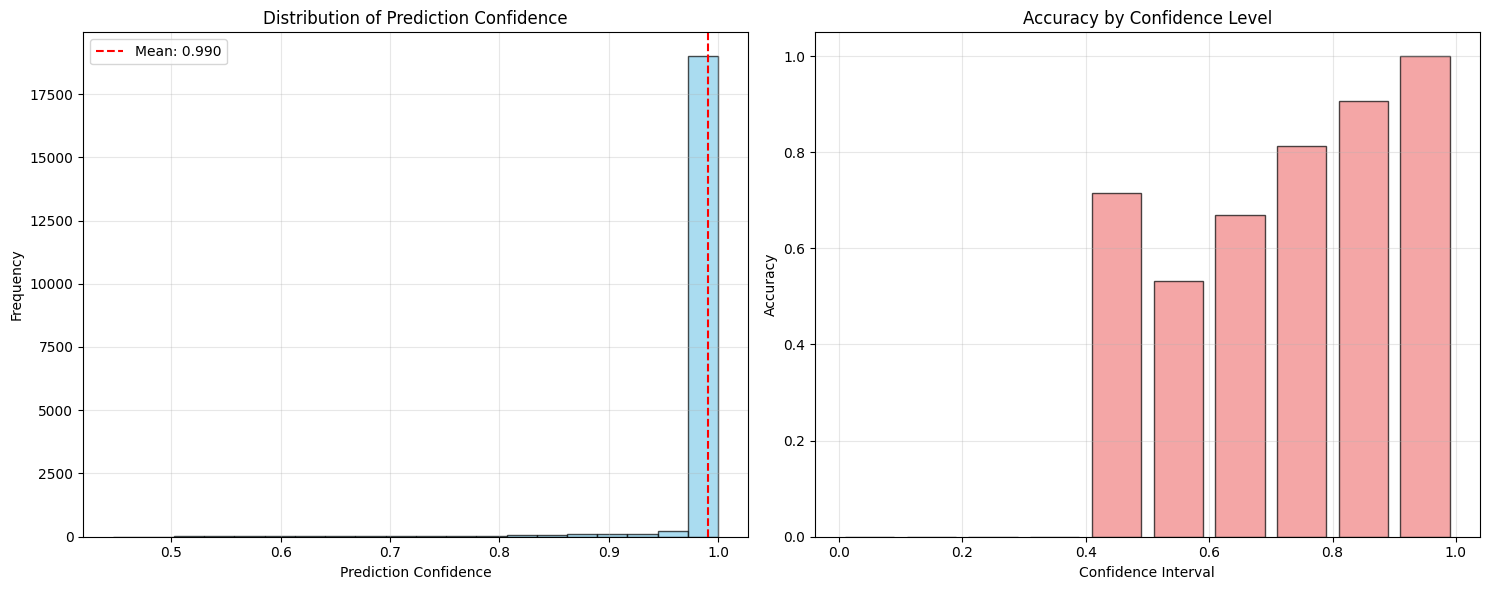 Distribution of Prediction Confidence
Mean: 0.990
17500
15000
12500
10000
7500
5000
2500
0
Frequency
0.5 0.6 0.7 0.8 0.9 1.0
Prediction Confidence
Accuracy by Confidence Level
1.0
0.8
0.6
0.4
0.2
0.0
Accuracy
0.0 0.2 0.4 0.6 0.8 1.0
Confidence Interval